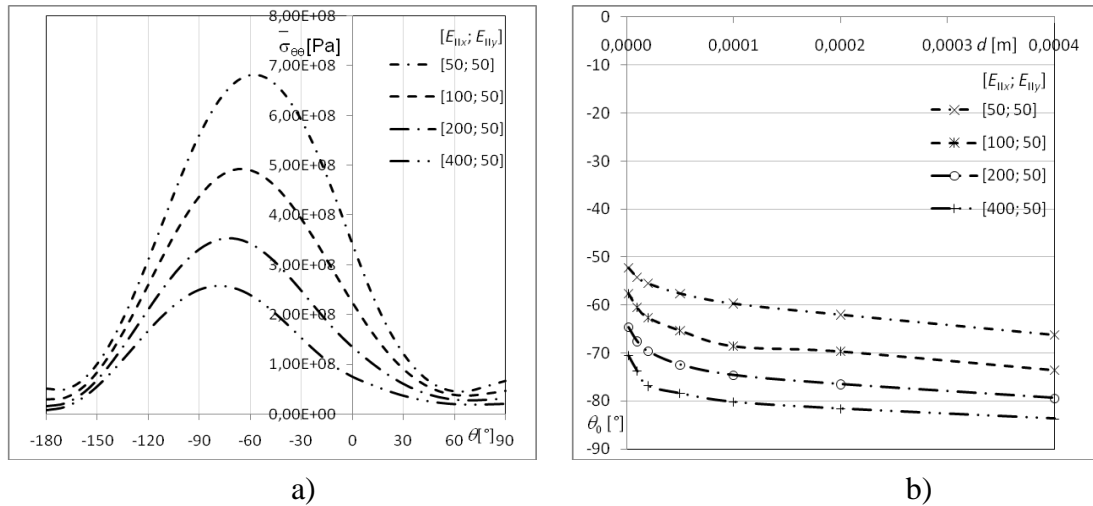 8,00E+08
σ̄θθ [Pa]
7,00E+08
6,00E+08
5,00E+08
4,00E+08
3,00E+08
2,00E+08
1,00E+08
0,00E+00
[EIIx; EIIy]
[50; 50]
[100; 50]
[200; 50]
[400; 50]
-180 -150 -120 -90 -60 -30 0 30 60 θ[°] 90
a)
0
-10
-20
-30
-40
-50
-60
-70
-80
θ0 [°]
-90
0,0000 0,0001 0,0002 0,0003 d [m] 0,0004
[EIIx; EIIy]
[50; 50]
[100; 50]
[200; 50]
[400; 50]
b)